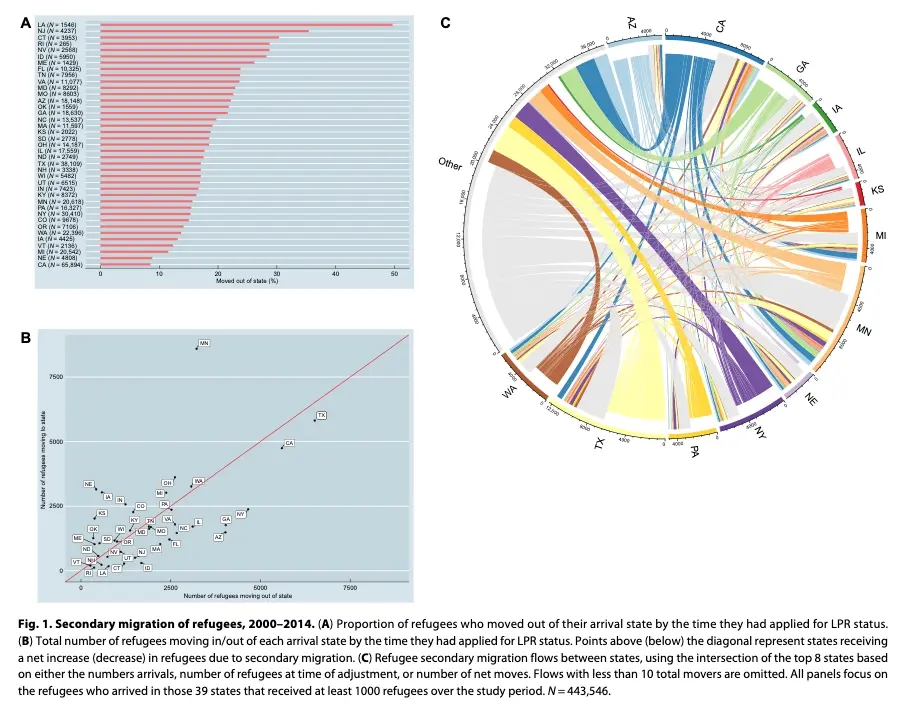 A
LA (N = 1546)
NJ (N = 4237)
CT (N = 3953)
RI (N = 265)
NV (N = 2568)
ID (N = 5950)
ME (N = 1429)
FL (N = 10,325)
TN (N = 7956)
VA (N = 11,077)
MD (N = 8292)
MO (N = 8603)
AZ (N = 18,148)
OK (N = 1559)
GA (N = 18,630)
NC (N = 13,537)
MA (N = 11,597)
KS (N = 2022)
SD (N = 2778)
OH (N = 14,187)
IL (N = 17,559)
ND (N = 2749)
TX (N = 38,109)
NH (N = 3338)
WI (N = 5482)
UT (N = 6515)
IN (N = 7423)
KY (N = 8372)
MN (N = 20,618)
PA (N = 16,327)
NY (N = 30,410)
CO (N = 9678)
OR (N = 7106)
WA (N = 22,396)
IA (N = 4425)
VT (N = 2136)
MI (N = 20,542)
NE (N = 4808)
CA (N = 65,894)
0 10 20 30 40 50
Moved out of state (%)
B
Number of refugees moving to state
7500
5000
2500
0
MN
TX
CA
OH
WA
NE
IA
MI
IN
PA
CO
NY
KS
KY
TN
VA
IL
GA
OK
WI
MD
MO
NC
AZ
ME
SD
OR
FL
ND
NV
NJ
MA
VT
NH
UT
RI
LA
CT
ID
0 2500 5000 7500
Number of refugees moving out of state
C
AZ
CA
GA
IA
IL
KS
MI
MN
NE
NY
PA
TX
WA
Other
Fig. 1. Secondary migration of refugees, 2000–2014. (A) Proportion of refugees who moved out of their arrival state by the time they had applied for LPR status.
(B) Total number of refugees moving in/out of each arrival state by the time they had applied for LPR status. Points above (below) the diagonal represent states receiving
a net increase (decrease) in refugees due to secondary migration. (C) Refugee secondary migration flows between states, using the intersection of the top 8 states based
on either the numbers arrivals, number of refugees at time of adjustment, or number of net moves. Flows with less than 10 total movers are omitted. All panels focus on
the refugees who arrived in those 39 states that received at least 1000 refugees over the study period. N = 443,546.